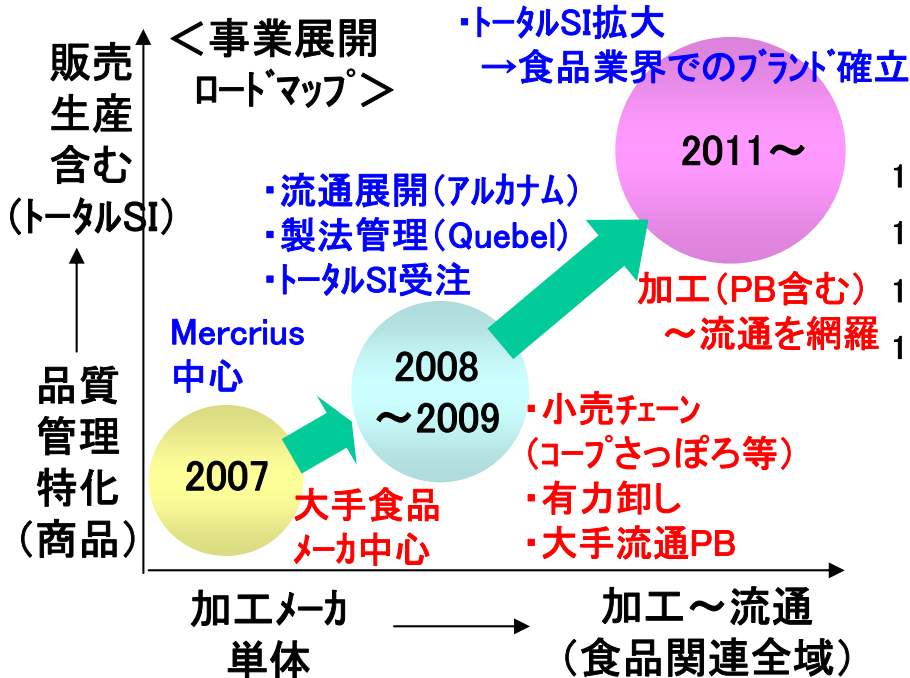 ＜事業展開
ロードマップ＞
販売
生産
含む
（トータルSI）
品質
管理
特化
（商品）
・トータルSI拡大
→食品業界でのブランド確立
2011～
・流通展開（アルカナム）
・製法管理（Quebel）
・トータルSI受注
加工（PB含む）
～流通を網羅
1
1
1
1
Mercrius
中心
2008
～2009
2007
大手食品
メーカ中心
・小売チェーン
（コープさっぽろ等）
・有力卸し
・大手流通PB
加工メーカ
単体
加工～流通
（食品関連全域）